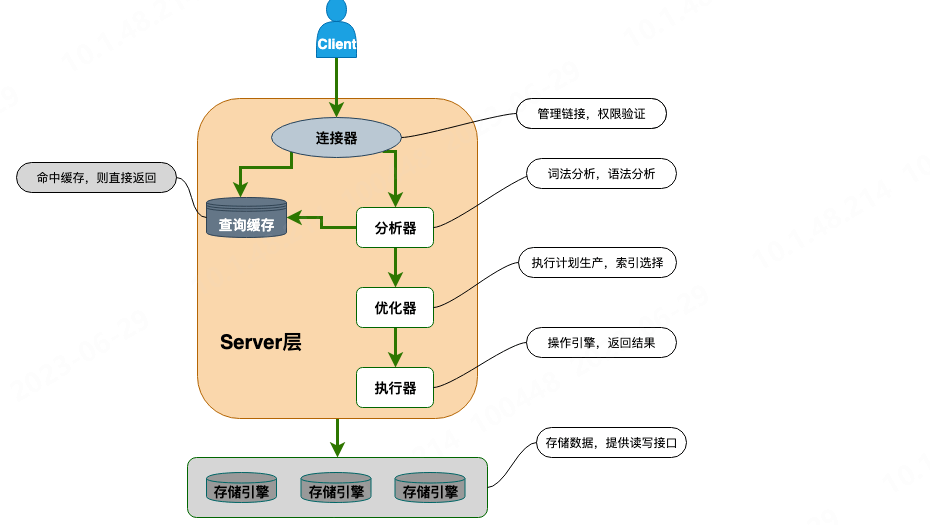 Client
管理链接，权限验证
连接器
词法分析，语法分析
命中缓存，则直接返回
查询缓存
分析器
执行计划生产，索引选择
优化器
Server层
操作引擎，返回结果
执行器
存储数据，提供读写接口
存储引擎
存储引擎
存储引擎